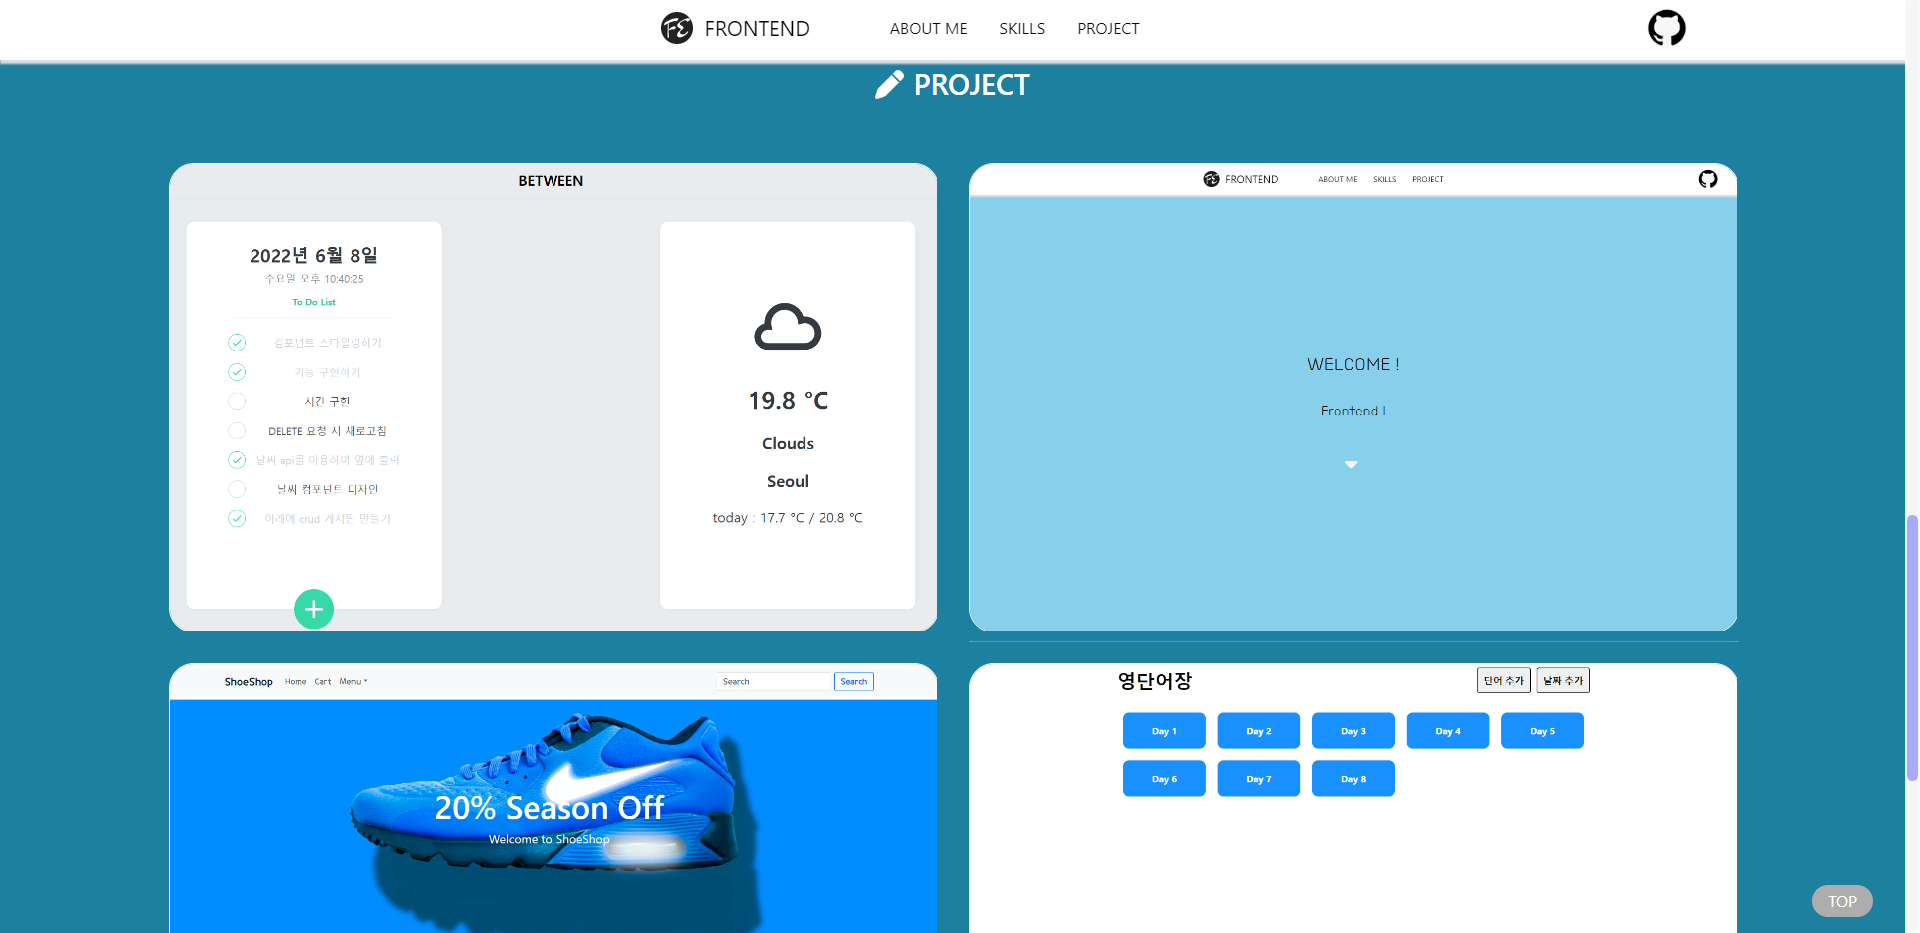 FE FRONTEND
ABOUT ME SKILLS PROJECT
PROJECT
BETWEEN
2022년 6월 8일
수요일 오후 10:40:25
To Do List
컴포넌트 스타일링하기
기능 구현하기
시간 구현
DELETE 요청 시 새로고침
날씨 api를 이용하여 옆에 출력
날씨 컴포넌트 디자인
아래에 crud 게시판 만들기
19.8 °C
Clouds
Seoul
today : 17.7 °C / 20.8 °C
FE FRONTEND
ABOUT ME SKILLS PROJECT
WELCOME !
Frontend !
ShoeShop Home Cart Menu
Search Search
20% Season Off
Welcome to ShoeShop
영단어장
단어 추가 날짜 추가
Day 1 Day 2 Day 3 Day 4 Day 5
Day 6 Day 7 Day 8
TOP